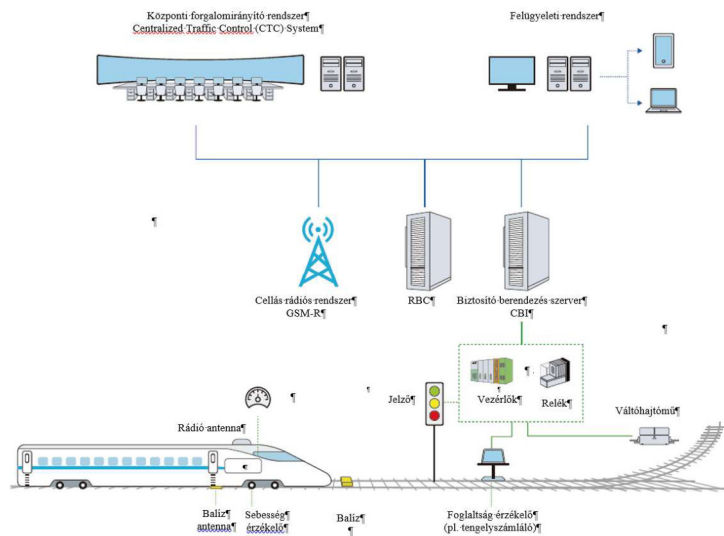 Központi forgalomirányító rendszer¶
Centralized Traffic Control (CTC) System¶
Felügyeleti rendszer¶
¶
Cellás rádiós rendszer¶
GSM-R¶
RBC¶
Biztosító berendezés szerver¶
CBI¶
¶
¶
¶
¶
¶
Jelző¶
Vezérlők¶
Relék¶
Váltóhajtómű¶
Rádió antenna¶
¶
Balíz¶
antenna¶
Sebesség
érzékelő¶
Balíz¶
¶
Foglaltság érzékelő¶
(pl. tengelyszámláló)¶